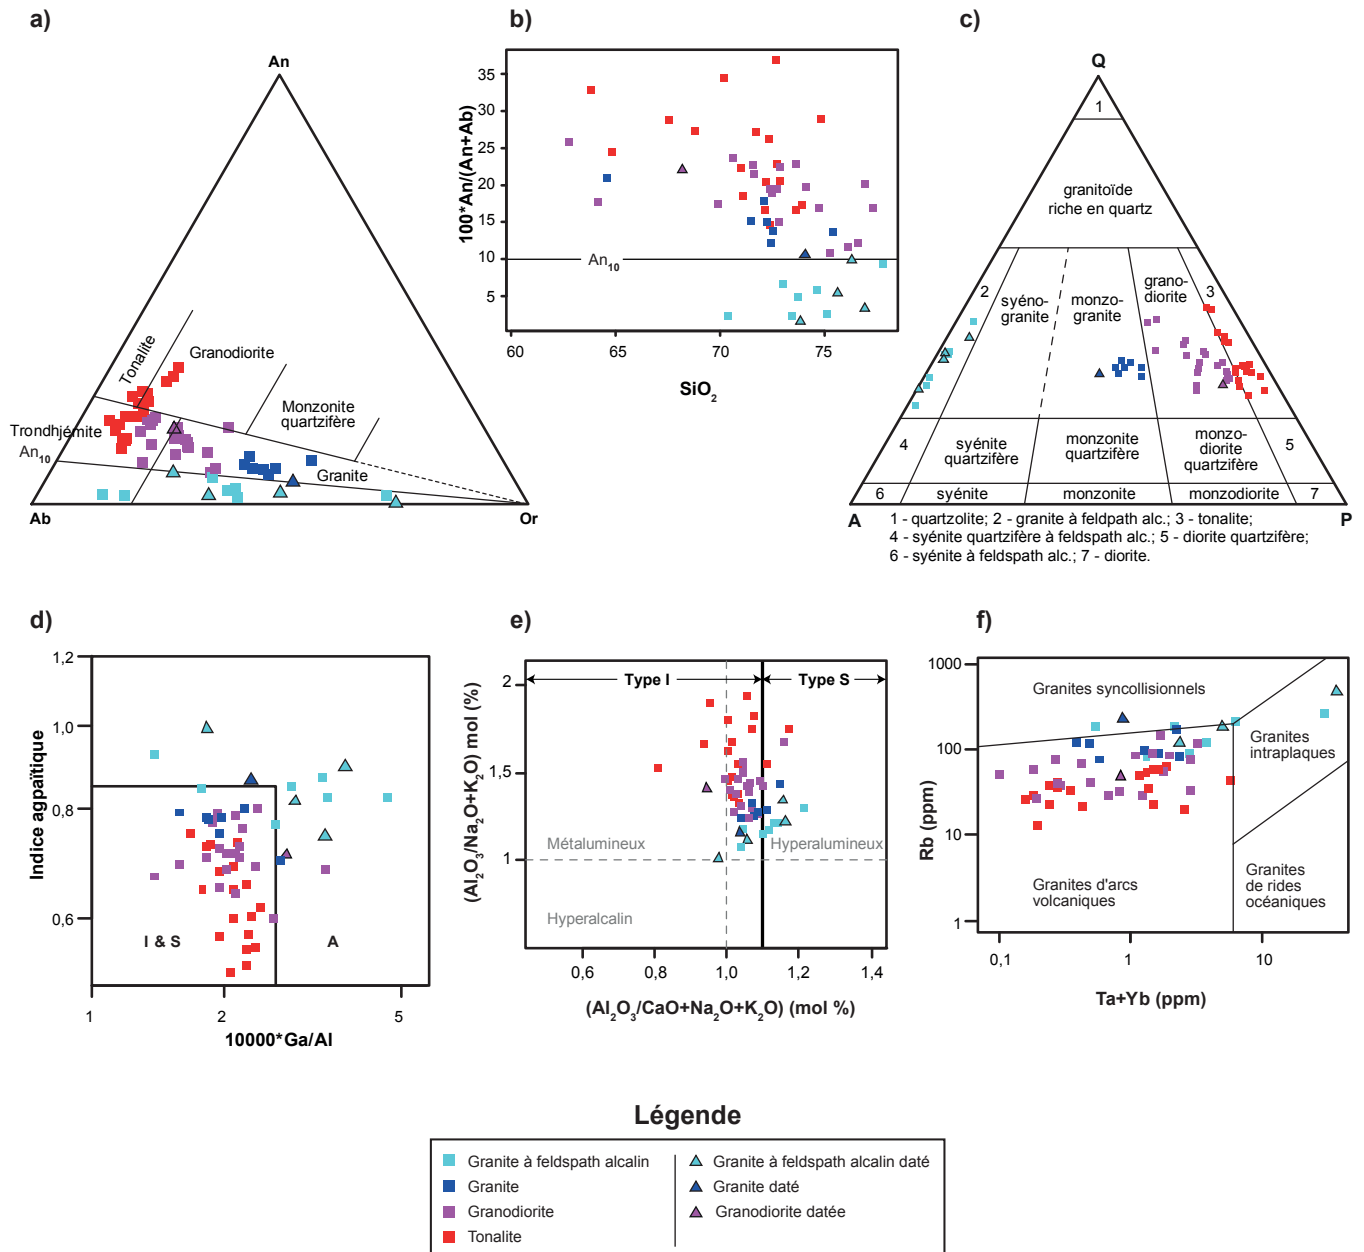 a)
An
Tonalite
Granodiorite
Monzonite
quartzifère
Trondhjémite
An10
Granite
Ab
Or
b)
100*An/(An+Ab)
35
30
25
20
15
10
5
An10
60
65
70
75
SiO2
c)
Q
1
granitoïde
riche en quartz
2
syéno-
granite
monzo-
granite
grano-
diorite
3
4
syénite
quartzifère
monzonite
quartzifère
monzo-
diorite
quartzifère
5
6
syénite
monzonite
monzodiorite
7
A
P
1 - quartzolite; 2 - granite à feldpath alc.; 3 - tonalite;
4 - syénite quartzifère à feldspath alc.; 5 - diorite quartzifère;
6 - syénite à feldspath alc.; 7 - diorite.
d)
Indice agpaïtique
1,2
1,0
0,8
0,6
I & S
A
1
2
5
10000*Ga/Al
e)
(Al2O3/Na2O+K2O) mol (%)
2
1.5
1
Type I
Type S
Métalumineux
Hyperalumineux
Hyperalcalin
0,6
0,8
1,0
1,2
1,4
(Al2O3/CaO+Na2O+K2O) (mol %)
f)
Rb (ppm)
1000
100
10
1
Granites syncollisionnels
Granites
intraplaques
Granites d'arcs
volcaniques
Granites
de rides
océaniques
0,1
1
10
Ta+Yb (ppm)
Légende
Granite à feldspath alcalin
Granite
Granodiorite
Tonalite
Granite à feldspath alcalin daté
Granite daté
Granodiorite datée